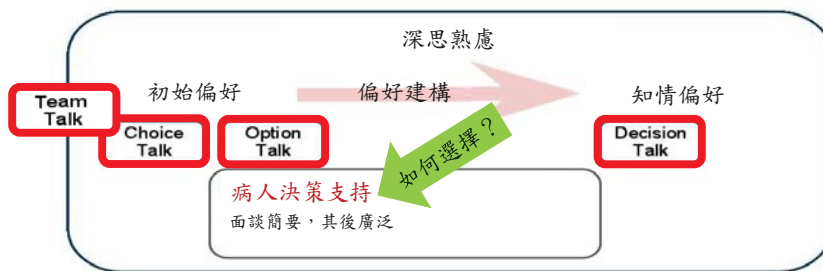 深思熟慮
初始偏好
偏好建構
知情偏好
Team
Talk
Choice
Talk
Option
Talk
Decision
Talk
如何選擇？
病人決策支持
面談簡要，其後廣泛